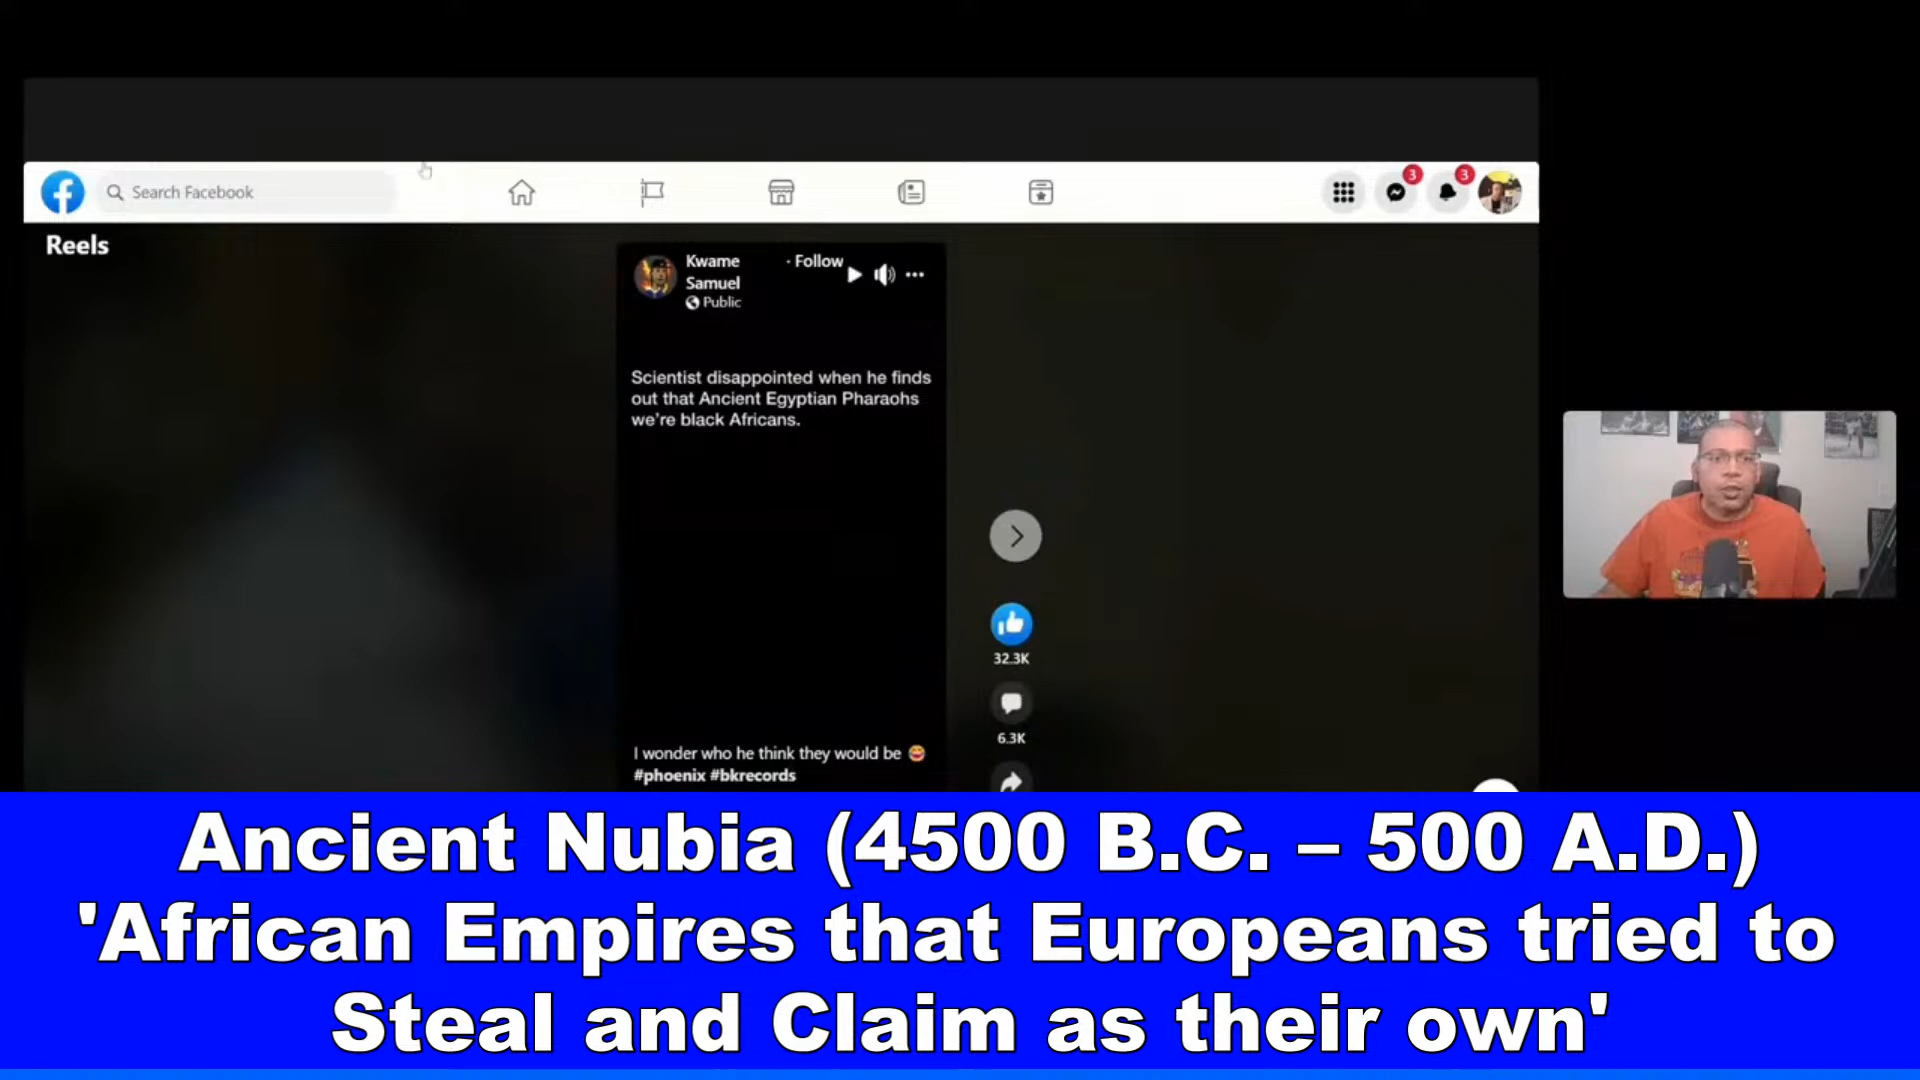 Search Facebook
3
3
Reels
Kwame
Samuel
· Follow
Public
Scientist disappointed when he finds
out that Ancient Egyptian Pharaohs
we're black Africans.
32.3K
6.3K
I wonder who he think they would be 😄
#phoenix #bkrecords
Ancient Nubia (4500 B.C. – 500 A.D.)
'African Empires that Europeans tried to
Steal and Claim as their own'